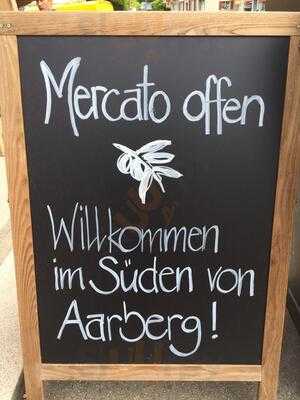 Mercato offen
Willkommen
im Süden von
Aarberg!